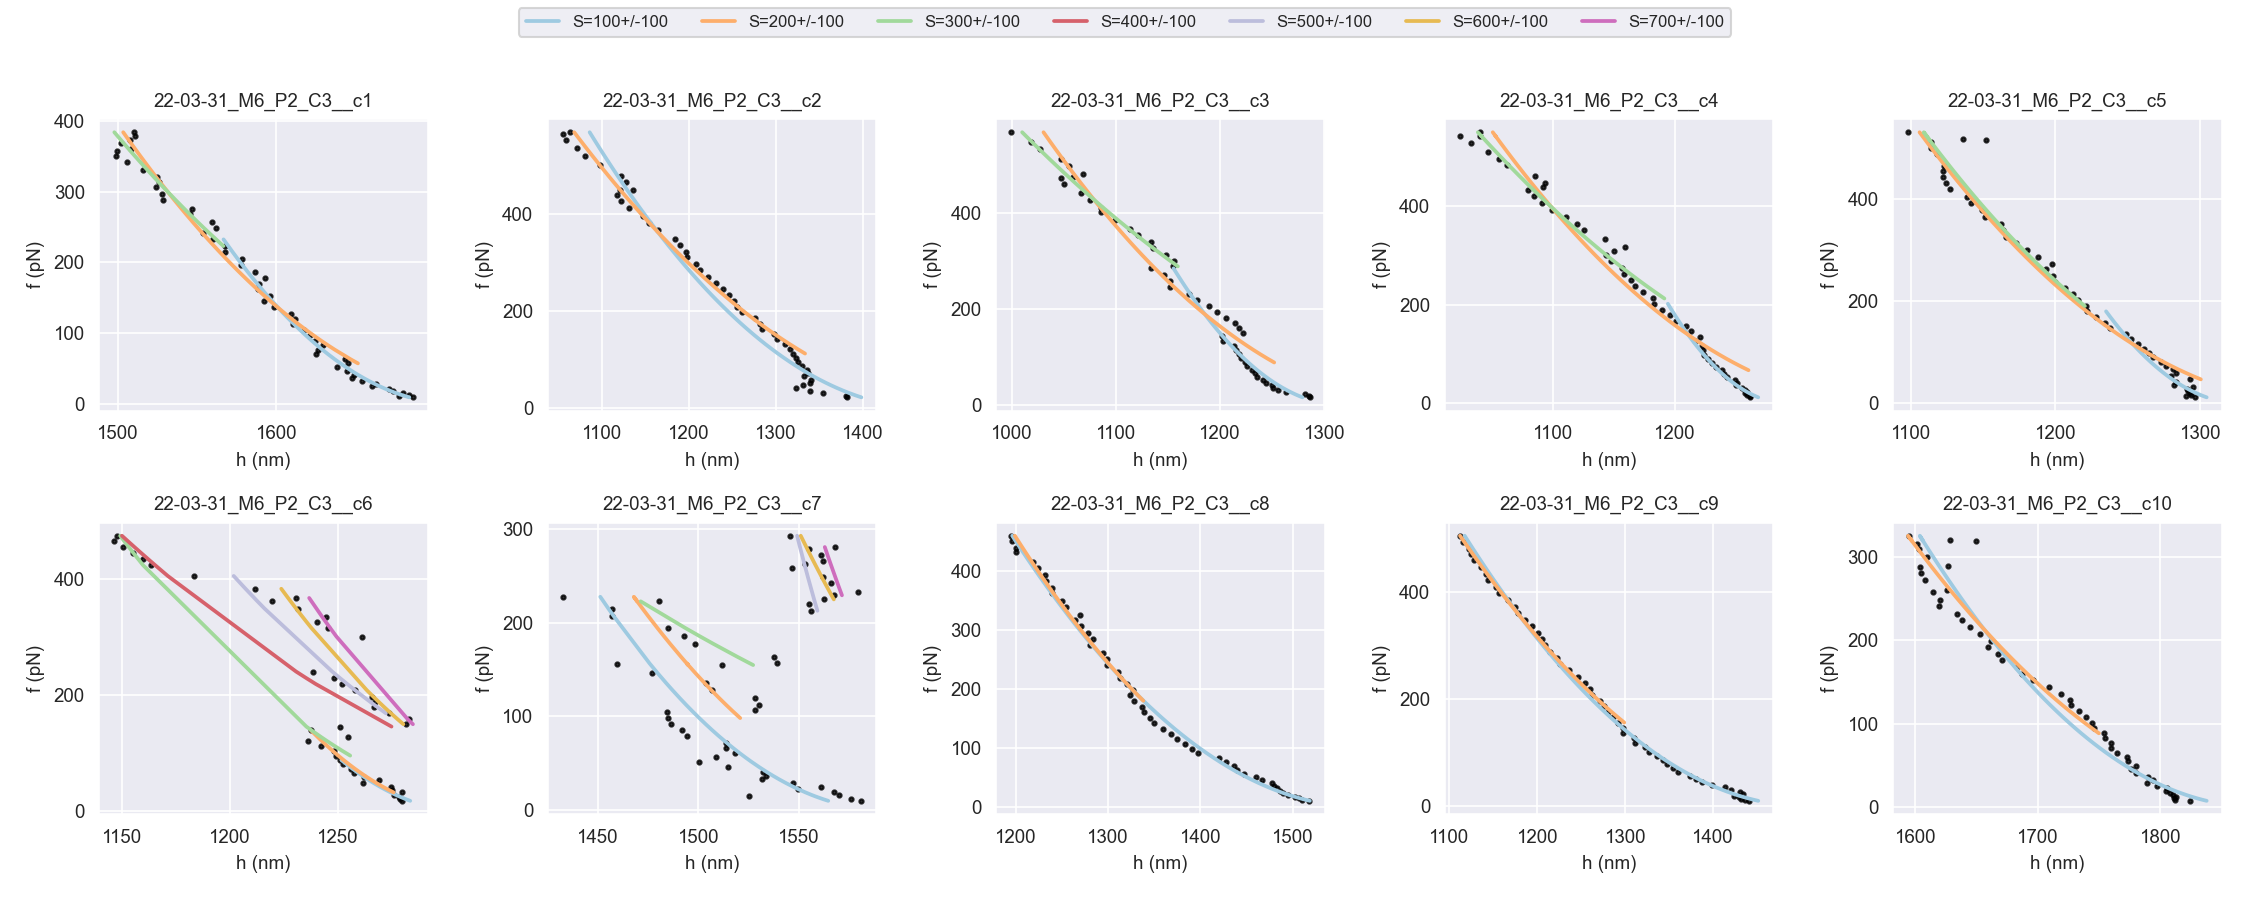 S=100+/-100 S=200+/-100 S=300+/-100 S=400+/-100 S=500+/-100 S=600+/-100 S=700+/-100
22-03-31_M6_P2_C3__c1 22-03-31_M6_P2_C3__c2 22-03-31_M6_P2_C3__c3 22-03-31_M6_P2_C3__c4 22-03-31_M6_P2_C3__c5
f (pN) 400 300 200 100 0
1500 1600
h (nm)
f (pN) 400 200 0
1100 1200 1300 1400
h (nm)
f (pN) 400 200 0
1000 1100 1200 1300
h (nm)
f (pN) 400 200 0
1100 1200
h (nm)
f (pN) 400 200 0
1100 1200 1300
h (nm)
22-03-31_M6_P2_C3__c6 22-03-31_M6_P2_C3__c7 22-03-31_M6_P2_C3__c8 22-03-31_M6_P2_C3__c9 22-03-31_M6_P2_C3__c10
f (pN) 400 200 0
1150 1200 1250
h (nm)
f (pN) 300 200 100 0
1450 1500 1550
h (nm)
f (pN) 400 300 200 100 0
1200 1300 1400 1500
h (nm)
f (pN) 400 200 0
1100 1200 1300 1400
h (nm)
f (pN) 300 200 100 0
1600 1700 1800
h (nm)